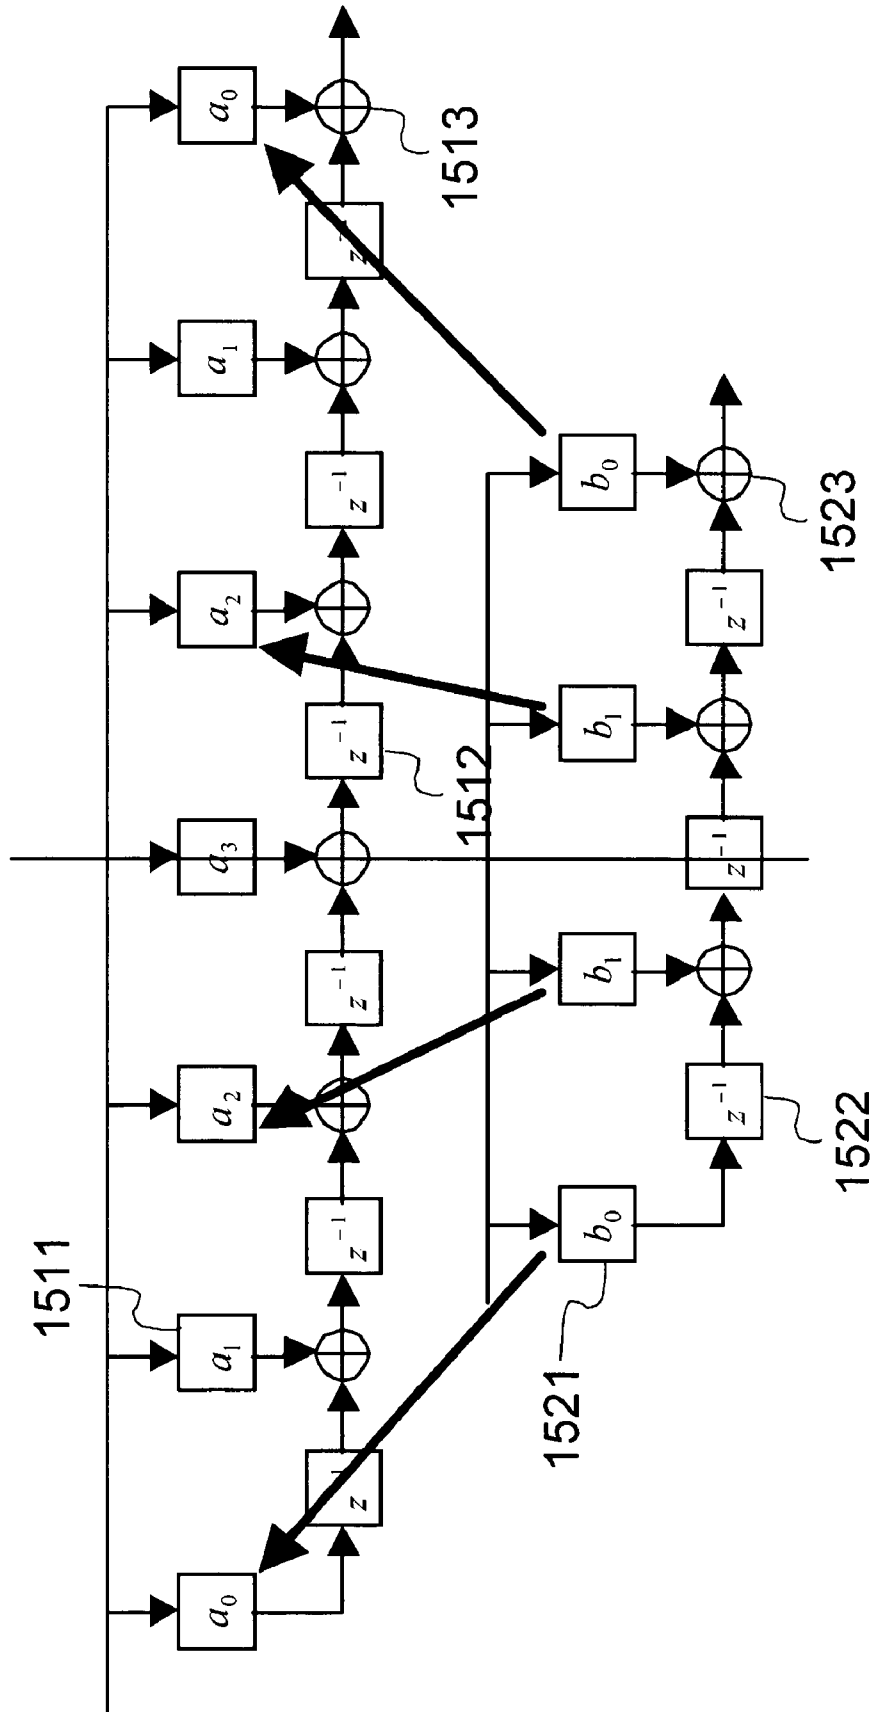 1511
a₀ a₁ a₂ a₃ a₂ a₁ a₀
z⁻¹ z⁻¹ z⁻¹ z⁻¹ z⁻¹ z⁻¹
1512 1513
1521
b₀ b₁ b₁ b₀
z⁻¹ z⁻¹ z⁻¹
1522 1523